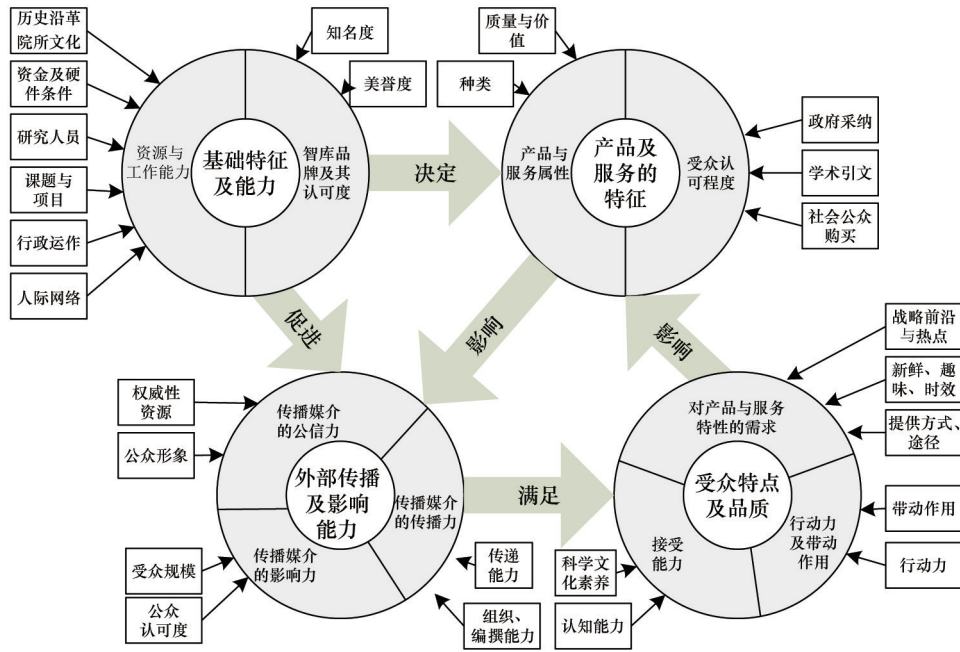 历史沿革
院所文化
资金及硬
件条件
研究人员
课题与
项目
行政运作
人际网络
知名度
美誉度
资源与
工作能力
基础特征
及能力
智库品
牌及其
认可度
决定
质量与价
值
种类
产品与
服务属性
产品及
服务的
特征
受众认
可程度
政府采纳
学术引文
社会公众
购买
促进
影响
影响
权威性
资源
公众形象
受众规模
公众
认可度
传播媒介
的公信力
外部传播
及影响
能力
传播媒介
的传播力
传播媒介
的影响力
传递
能力
组织、
编撰能力
满足
战略前沿
与热点
新鲜、趣
味、时效
提供方式、
途径
对产品与服务
特性的需求
受众特点
及品质
接受
能力
行动力
及带动
作用
带动作用
行动力
科学文
化素养
认知能力